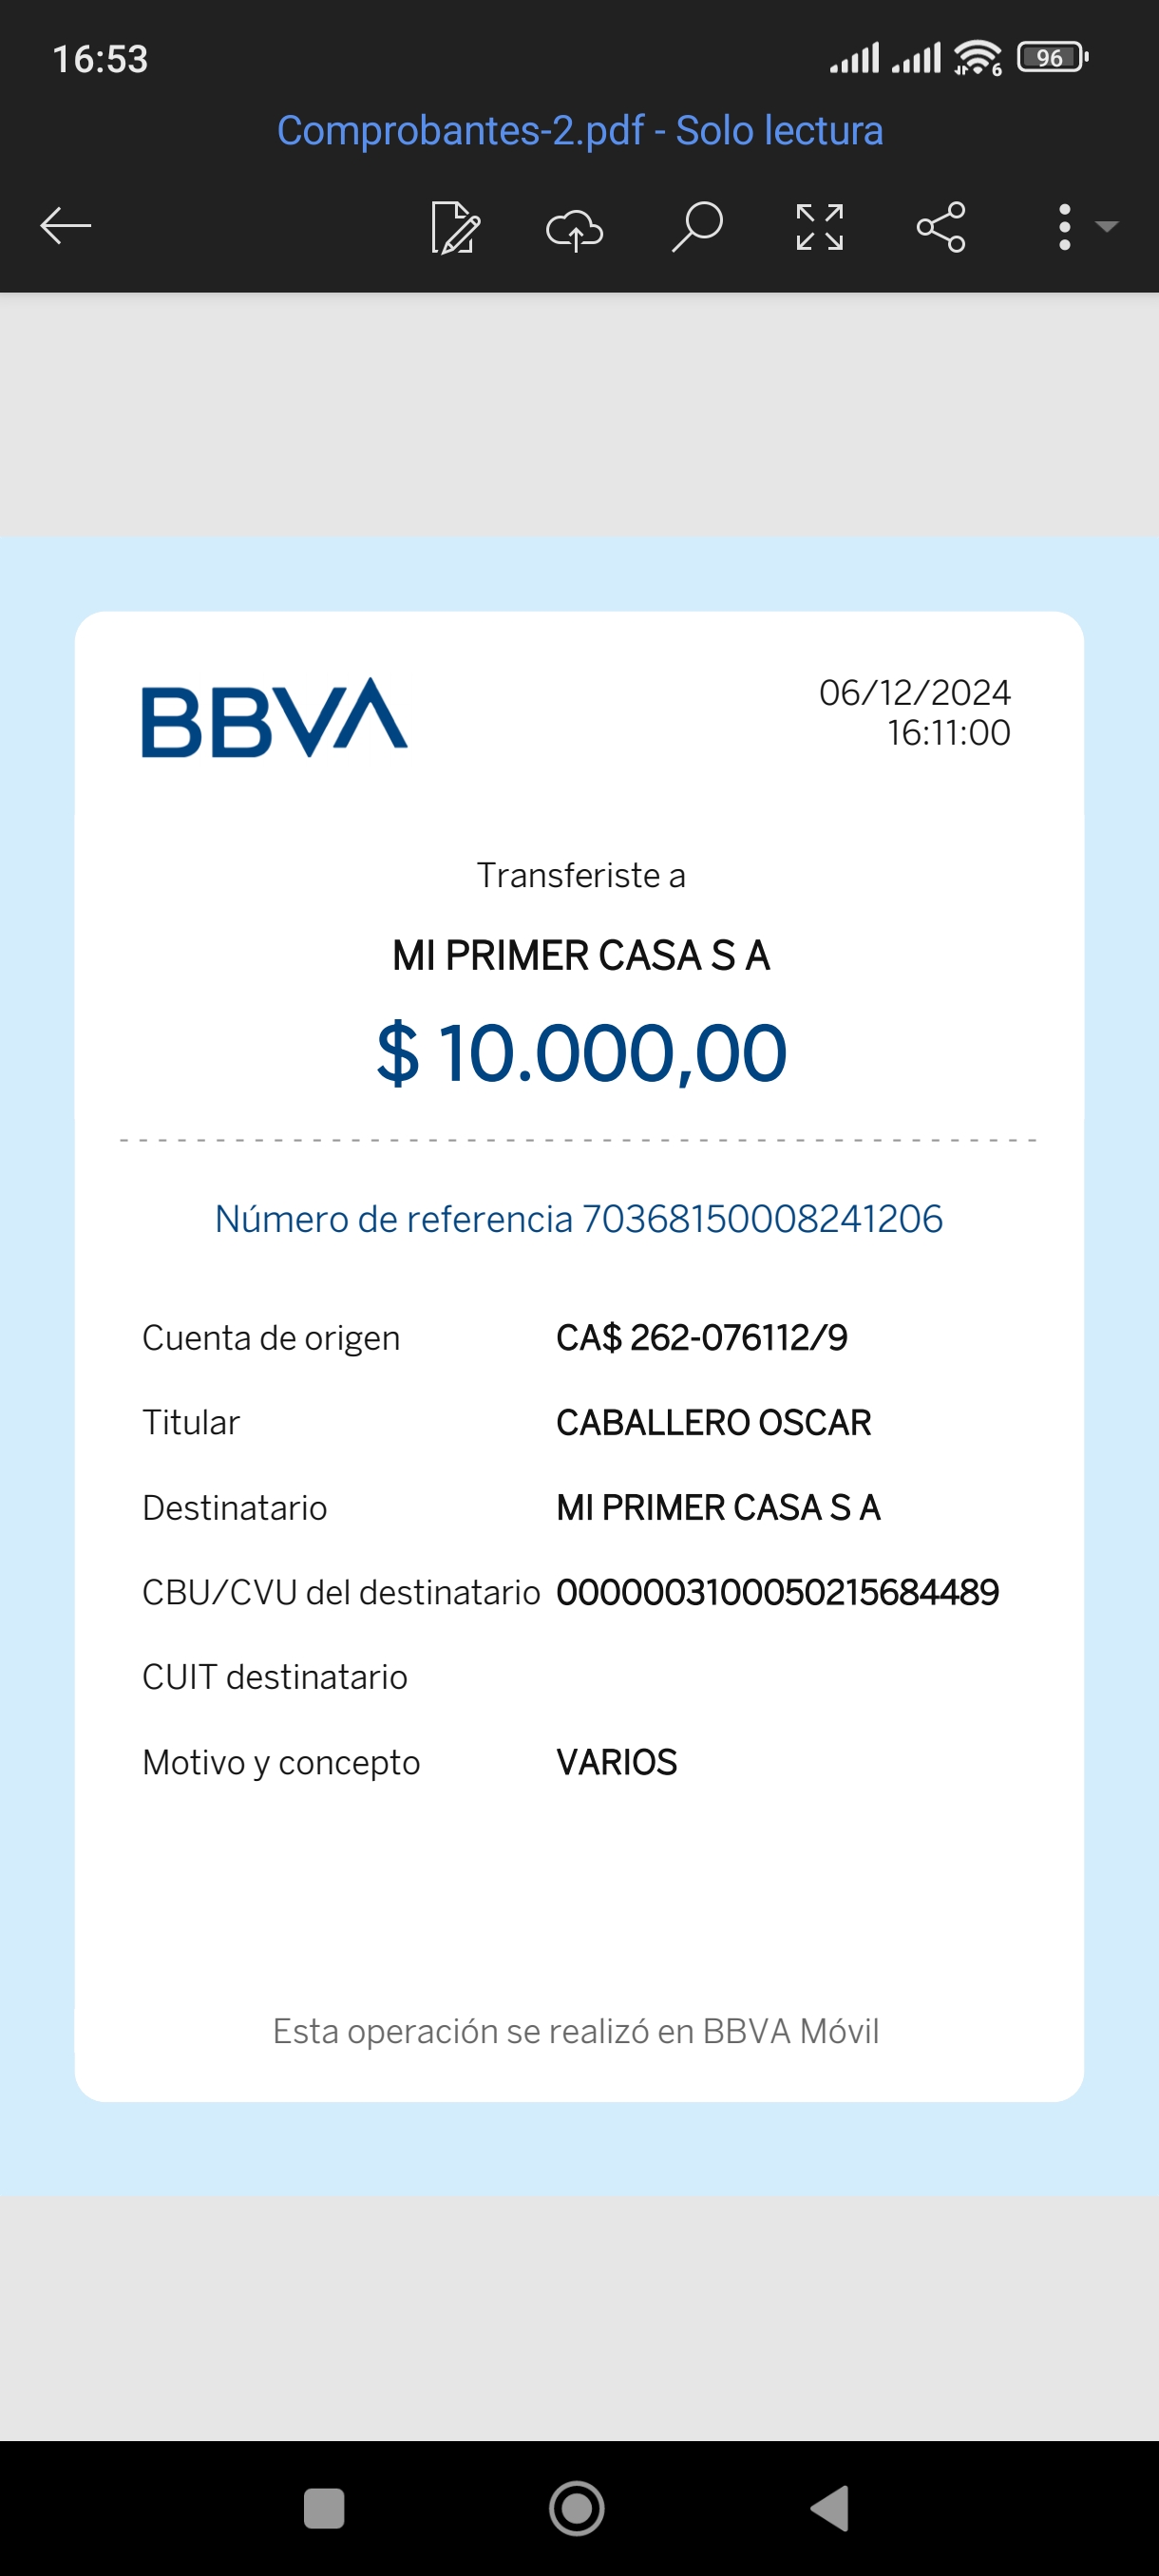 16:53
6
96
Comprobantes-2.pdf - Solo lectura
BBVA
06/12/2024
16:11:00
Transferiste a
MI PRIMER CASA S A
$ 10.000,00
Número de referencia 70368150008241206
Cuenta de origen CA$ 262-076112/9
Titular CABALLERO OSCAR
Destinatario MI PRIMER CASA S A
CBU/CVU del destinatario 0000003100050215684489
CUIT destinatario
Motivo y concepto VARIOS
Esta operación se realizó en BBVA Móvil